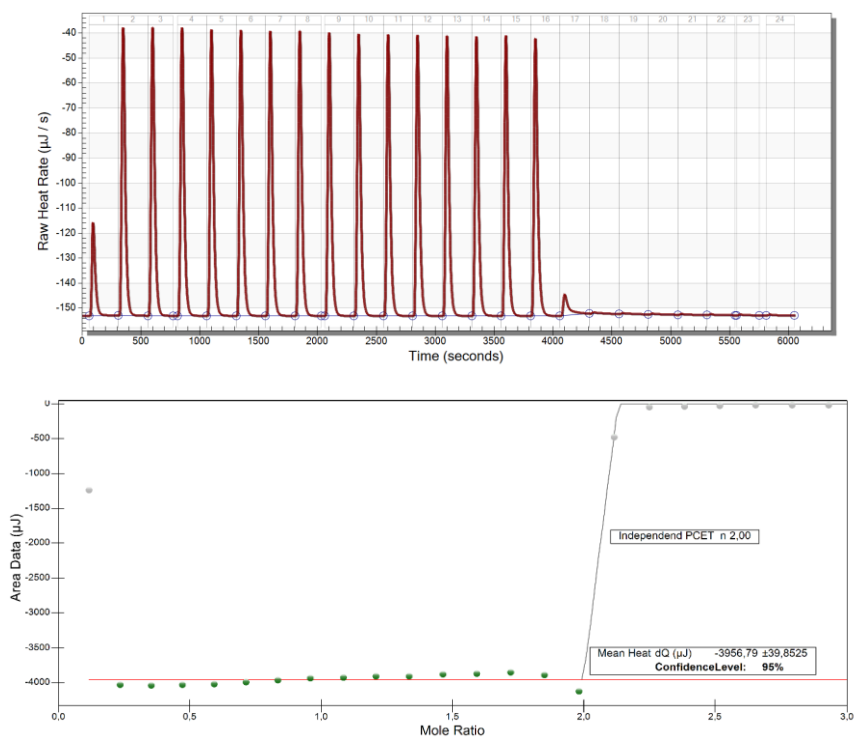 1 2 3 4 5 6 7 8 9 10 11 12 13 14 15 16 17 18 19 20 21 22 23 24
-40
-50
-60
-70
-80
-90
-100
-110
-120
-130
-140
-150
Raw Heat Rate (µJ / s)
0 500 1000 1500 2000 2500 3000 3500 4000 4500 5000 5500 6000
Time (seconds)
0
-500
-1000
-1500
-2000
-2500
-3000
-3500
-4000
Area Data (µJ)
Independend PCET n 2,00
Mean Heat dQ (µJ) -3956,79 ±39,8525
ConfidenceLevel: 95%
0,0 0,5 1,0 1,5 2,0 2,5 3,0
Mole Ratio